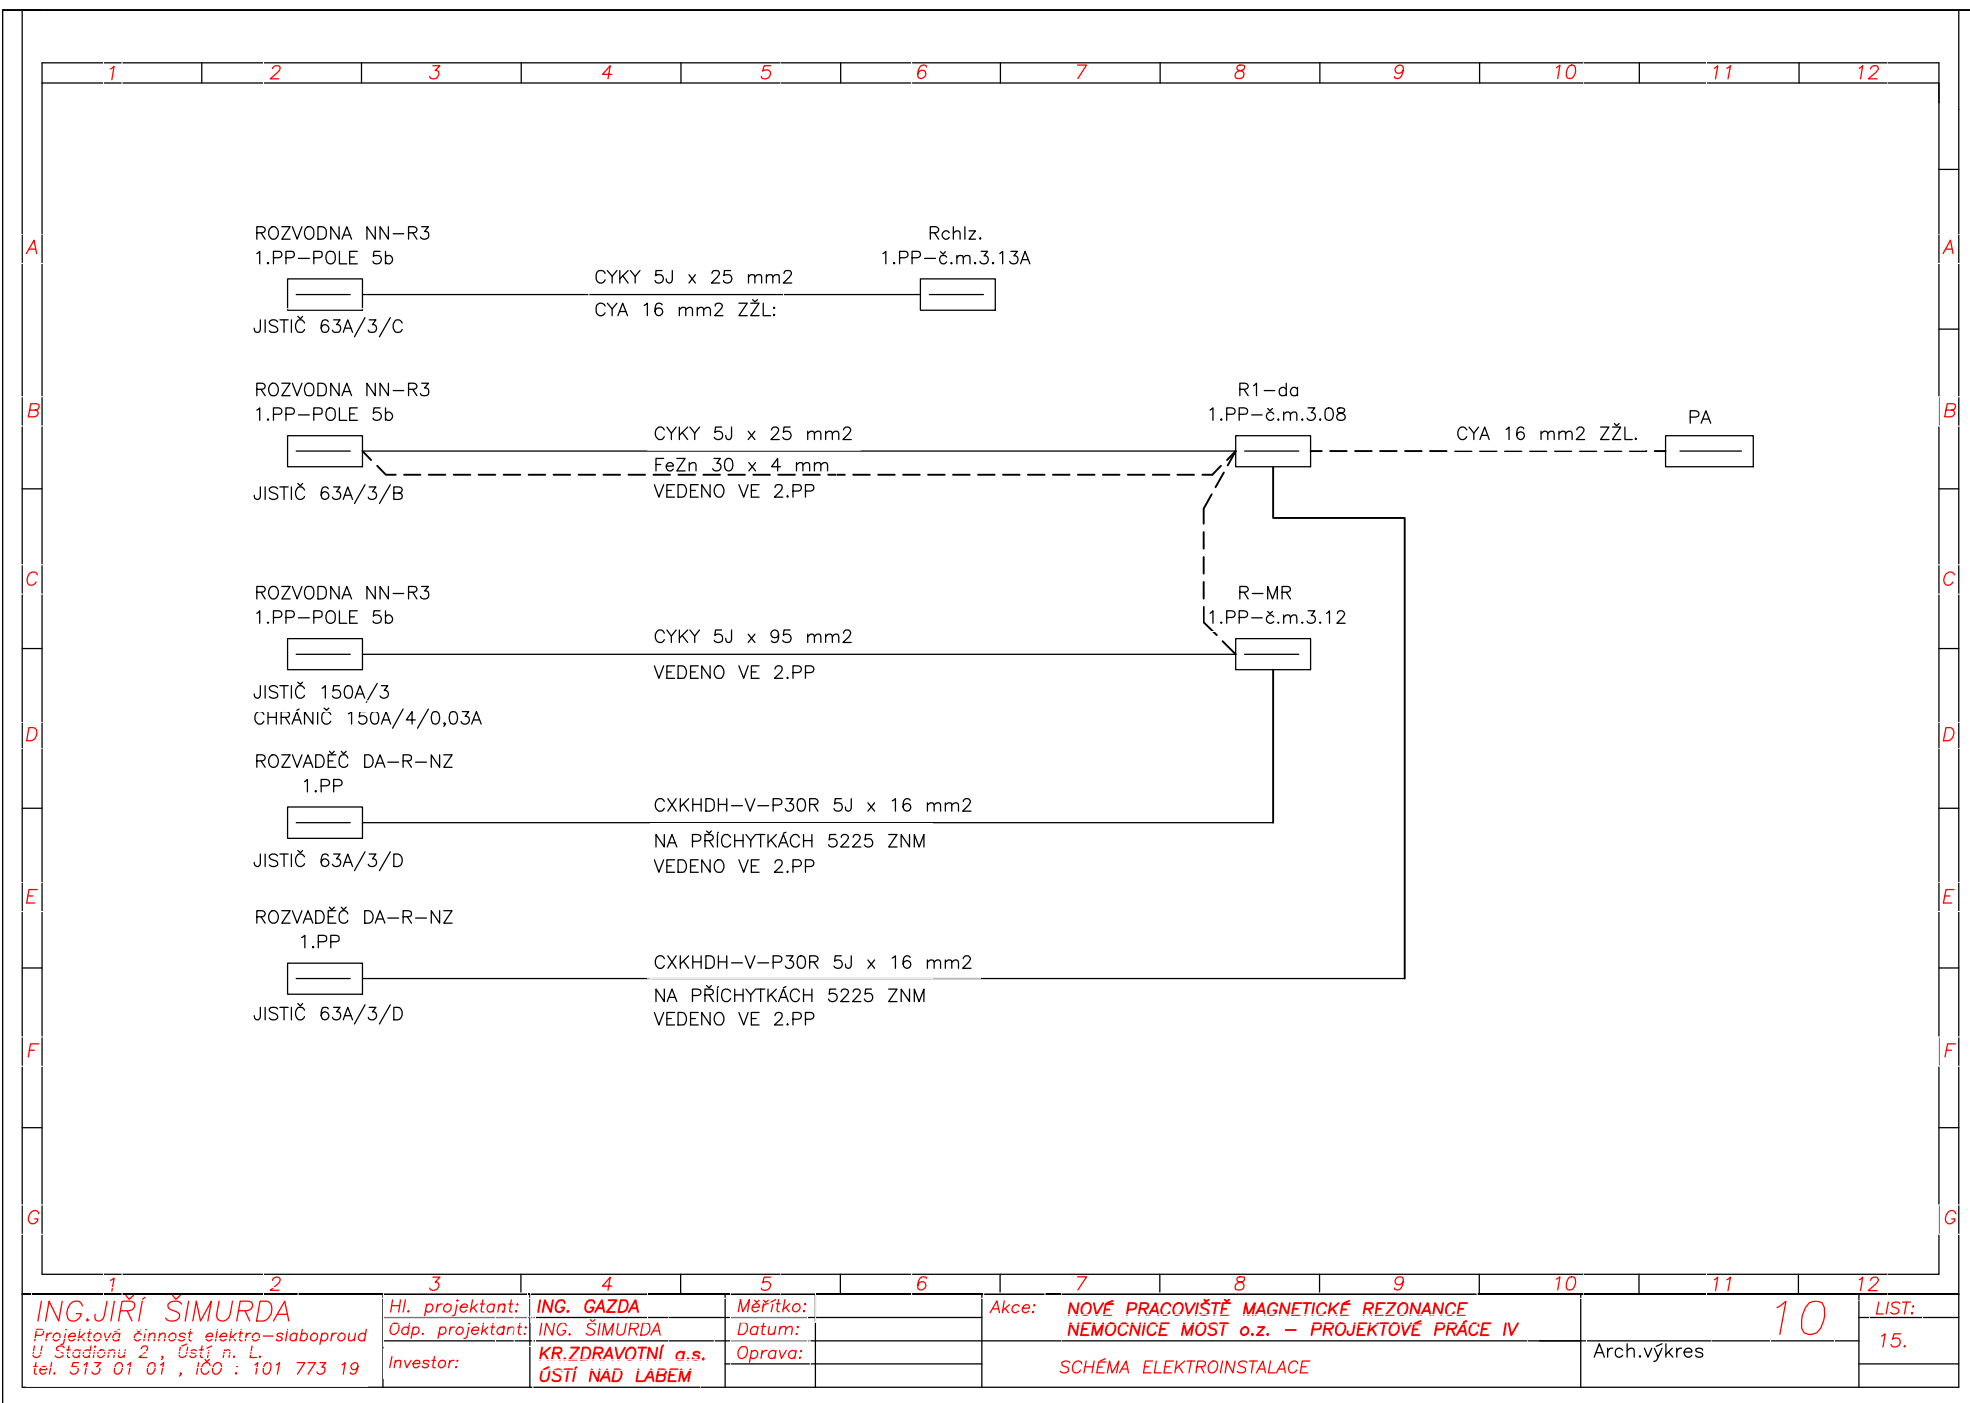 1 2 3 4 5 6 7 8 9 10 11 12
A A
B B
C C
D D
E E
F F
G G
ROZVODNA NN-R3
1.PP-POLE 5b
JISTIČ 63A/3/C
CYKY 5J x 25 mm2
CYA 16 mm2 ZŽL:
Rchlz.
1.PP-č.m.3.13A
ROZVODNA NN-R3
1.PP-POLE 5b
JISTIČ 63A/3/B
CYKY 5J x 25 mm2
FeZn 30 x 4 mm
VEDENO VE 2.PP
R1-da
1.PP-č.m.3.08
CYA 16 mm2 ZŽL.
PA
ROZVODNA NN-R3
1.PP-POLE 5b
JISTIČ 150A/3
CHRÁNIČ 150A/4/0,03A
CYKY 5J x 95 mm2
VEDENO VE 2.PP
R-MR
1.PP-č.m.3.12
ROZVADĚČ DA-R-NZ
1.PP
JISTIČ 63A/3/D
CXKHDH-V-P30R 5J x 16 mm2
NA PŘÍCHYTKÁCH 5225 ZNM
VEDENO VE 2.PP
ROZVADĚČ DA-R-NZ
1.PP
JISTIČ 63A/3/D
CXKHDH-V-P30R 5J x 16 mm2
NA PŘÍCHYTKÁCH 5225 ZNM
VEDENO VE 2.PP
1 2 3 4 5 6 7 8 9 10 11 12
ING.JIŘÍ ŠIMURDA
Projektová činnost elektro-slaboproud
U Stadionu 2 , Ústí n. L.
tel. 513 01 01 , IČO : 101 773 19
Hl. projektant: ING. GAZDA
Odp. projektant: ING. ŠIMURDA
Investor: KR.ZDRAVOTNÍ a.s.
ÚSTÍ NAD LABEM
Měřítko:
Datum:
Oprava:
Akce: NOVÉ PRACOVIŠTĚ MAGNETICKÉ REZONANCE
NEMOCNICE MOST o.z. - PROJEKTOVÉ PRÁCE IV
SCHÉMA ELEKTROINSTALACE
10
Arch.výkres
LIST:
15.